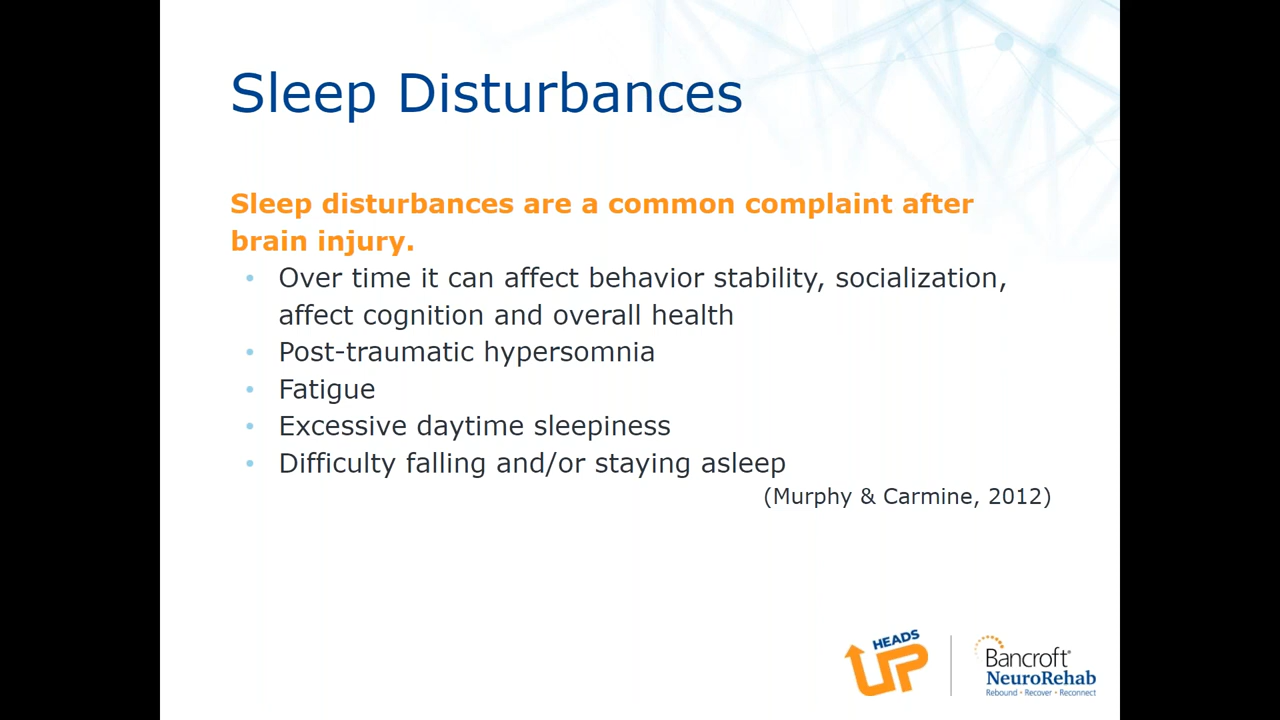 Sleep Disturbances
Sleep disturbances are a common complaint after
brain injury.
• Over time it can affect behavior stability, socialization,
affect cognition and overall health
• Post-traumatic hypersomnia
• Fatigue
• Excessive daytime sleepiness
• Difficulty falling and/or staying asleep
(Murphy & Carmine, 2012)
HEADS
UP
Bancroft®
NeuroRehab
Rebound • Recover • Reconnect